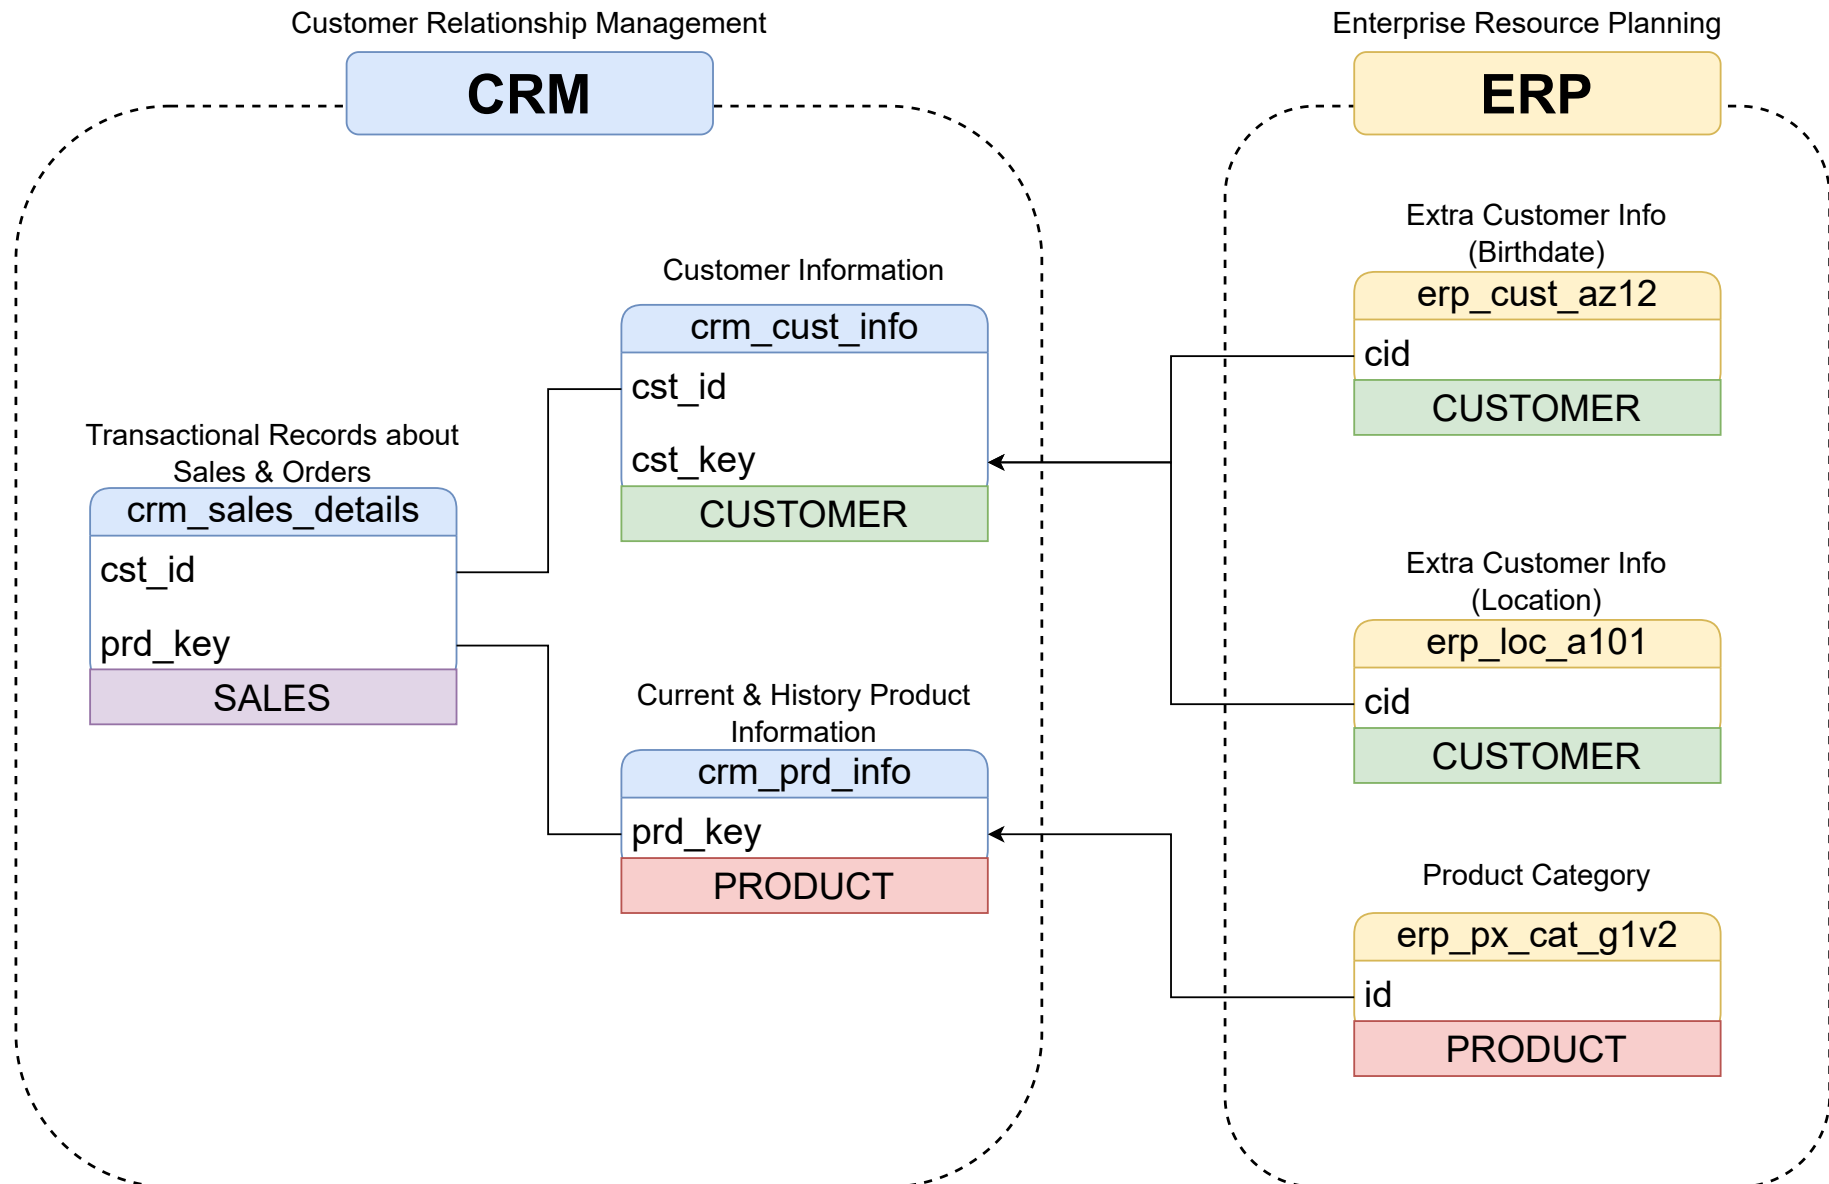 Customer Relationship Management
CRM
Customer Information
crm_cust_info
cst_id
cst_key
CUSTOMER
Transactional Records about
Sales & Orders
crm_sales_details
cst_id
prd_key
SALES
Current & History Product
Information
crm_prd_info
prd_key
PRODUCT
Enterprise Resource Planning
ERP
Extra Customer Info
(Birthdate)
erp_cust_az12
cid
CUSTOMER
Extra Customer Info
(Location)
erp_loc_a101
cid
CUSTOMER
Product Category
erp_px_cat_g1v2
id
PRODUCT